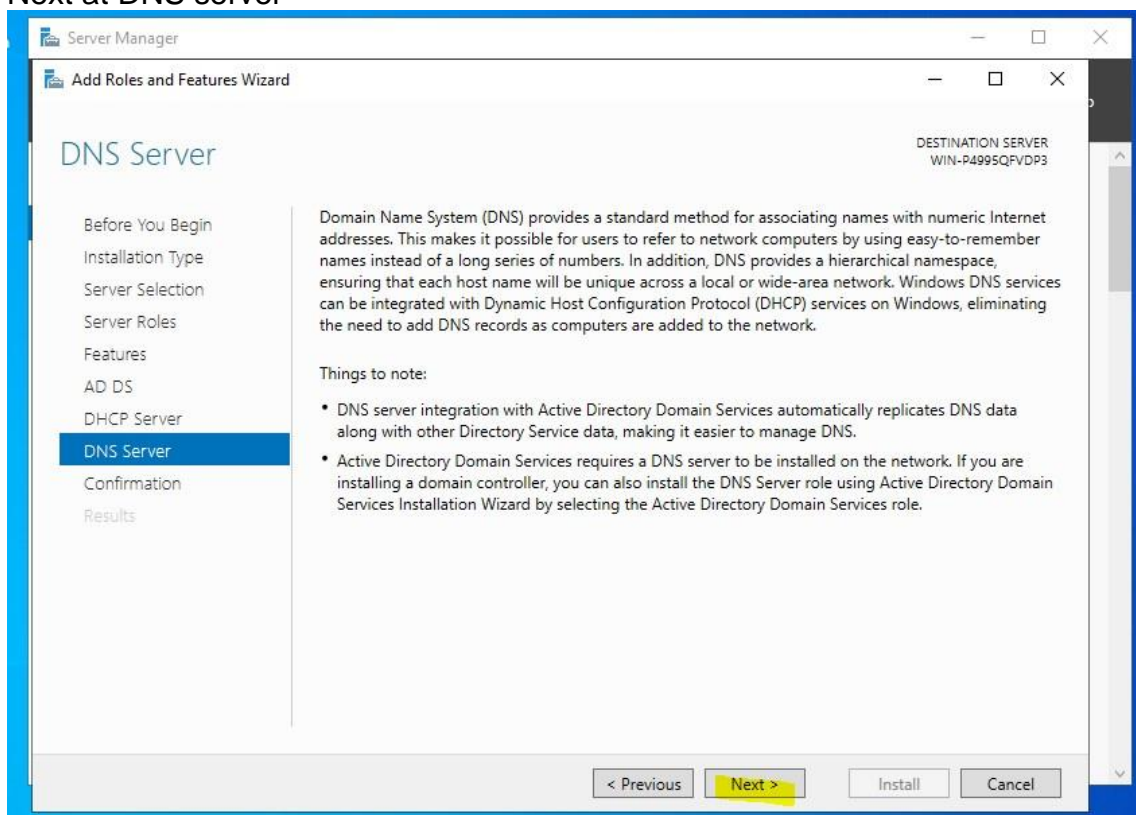 Next at DNS server
Server Manager
Add Roles and Features Wizard
DNS Server
DESTINATION SERVER
WIN-P4995QFVDP3
Before You Begin
Installation Type
Server Selection
Server Roles
Features
AD DS
DHCP Server
DNS Server
Confirmation
Results
Domain Name System (DNS) provides a standard method for associating names with numeric Internet
addresses. This makes it possible for users to refer to network computers by using easy-to-remember
names instead of a long series of numbers. In addition, DNS provides a hierarchical namespace,
ensuring that each host name will be unique across a local or wide-area network. Windows DNS services
can be integrated with Dynamic Host Configuration Protocol (DHCP) services on Windows, eliminating
the need to add DNS records as computers are added to the network.
Things to note:
• DNS server integration with Active Directory Domain Services automatically replicates DNS data
along with other Directory Service data, making it easier to manage DNS.
• Active Directory Domain Services requires a DNS server to be installed on the network. If you are
installing a domain controller, you can also install the DNS Server role using Active Directory Domain
Services Installation Wizard by selecting the Active Directory Domain Services role.
< Previous
Next >
Install
Cancel